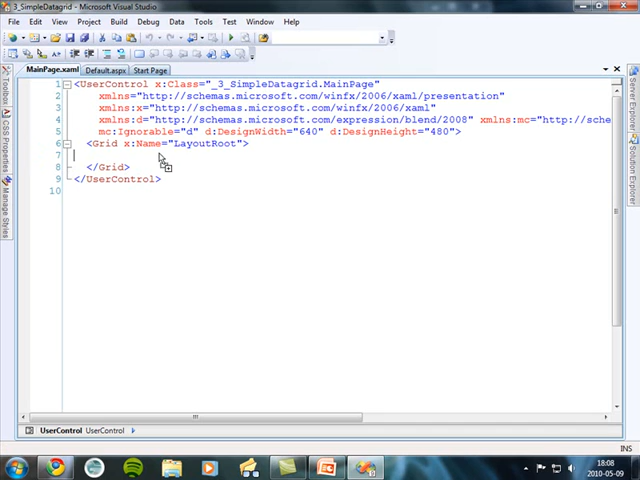 3_SimpleDatagrid - Microsoft Visual Studio
File Edit View Project Build Debug Data Tools Test Window Help
MainPage.xaml Default.aspx Start Page
1 <UserControl x:Class="_3_SimpleDatagrid.MainPage"
2 xmlns="http://schemas.microsoft.com/winfx/2006/xaml/presentation"
3 xmlns:x="http://schemas.microsoft.com/winfx/2006/xaml"
4 xmlns:d="http://schemas.microsoft.com/expression/blend/2008" xmlns:mc="http://sche
5 mc:Ignorable="d" d:DesignWidth="640" d:DesignHeight="480">
6 <Grid x:Name="LayoutRoot">
7
8 </Grid>
9 </UserControl>
10
Toolbox
CSS Properties
Manage Styles
Server Explorer
Solution Explorer
UserControl UserControl
INS
18:08
2010-05-09